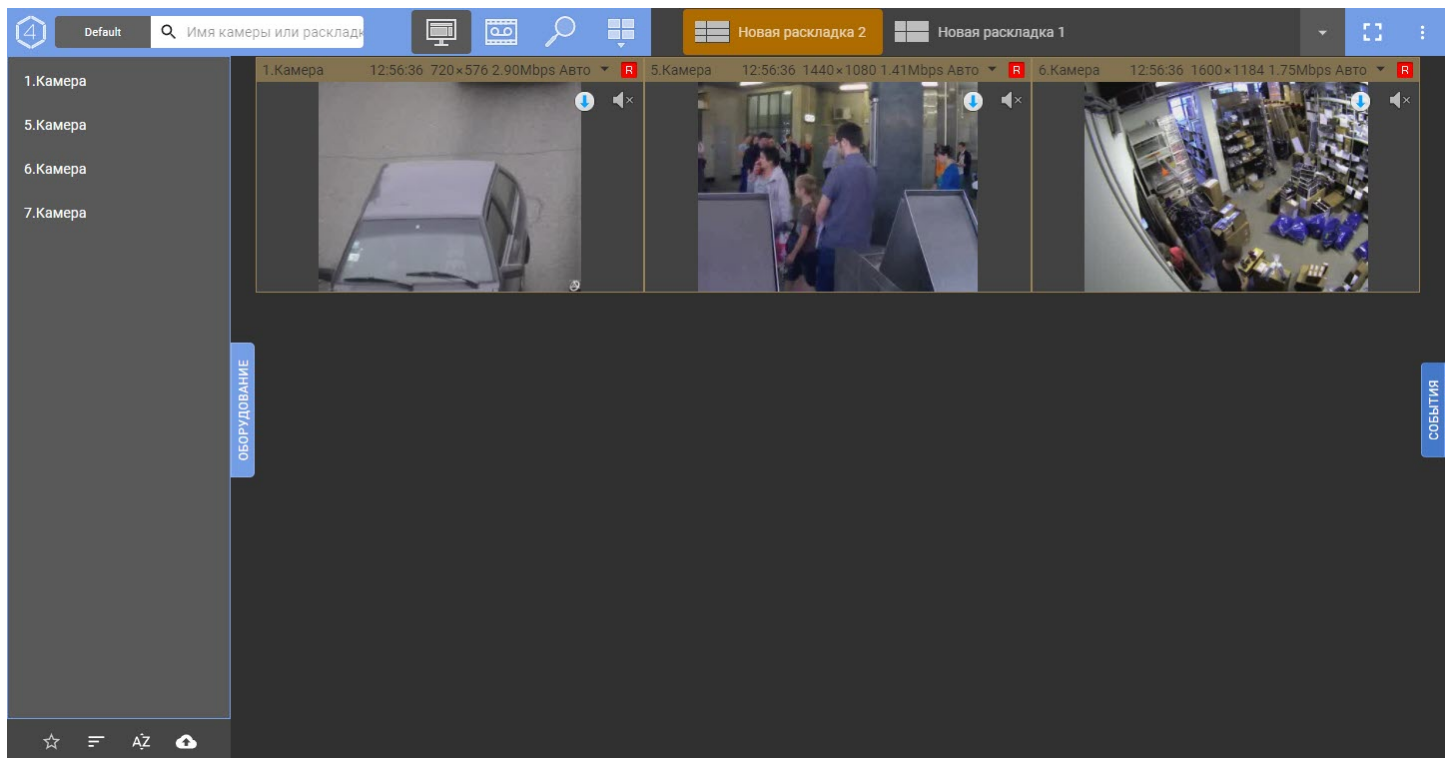 4 Default Имя камеры или расклад Новая раскладка 2 Новая раскладка 1
1.Камера 12:56:36 720×576 2.90Mbps Авто R 5.Камера 12:56:36 1440×1080 1.41Mbps Авто R 6.Камера 12:56:36 1600×1184 1.75Mbps Авто R
1.Камера
5.Камера
6.Камера
7.Камера
ОБОРУДОВАНИЕ
СОБЫТИЯ
AZ